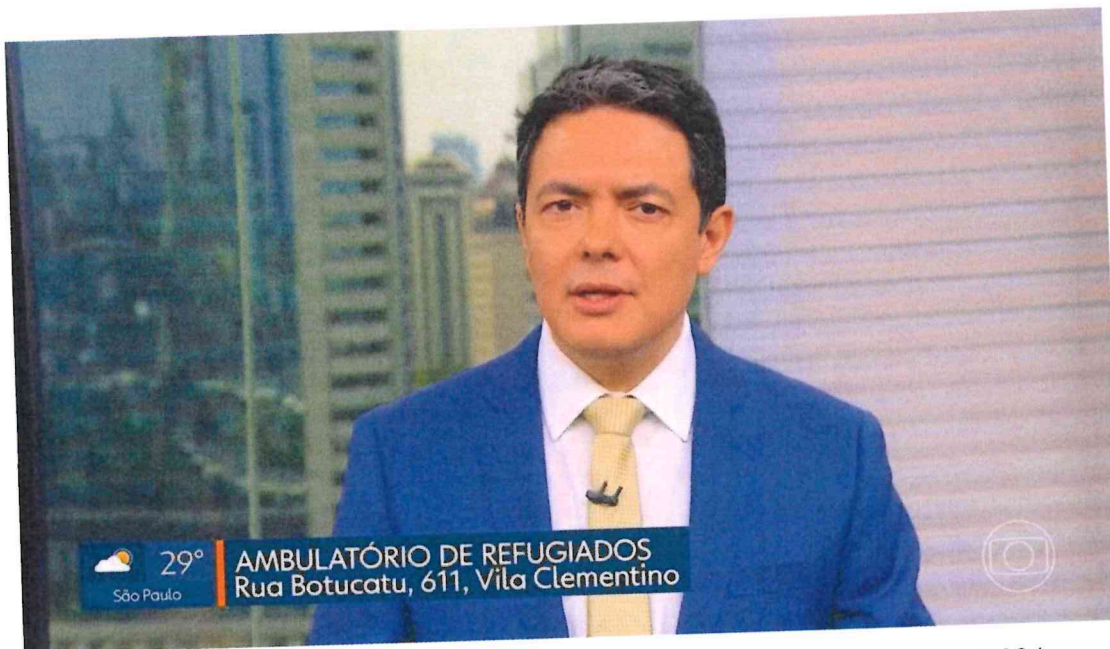 29°
São Paulo
AMBULATÓRIO DE REFUGIADOS
Rua Botucatu, 611, Vila Clementino